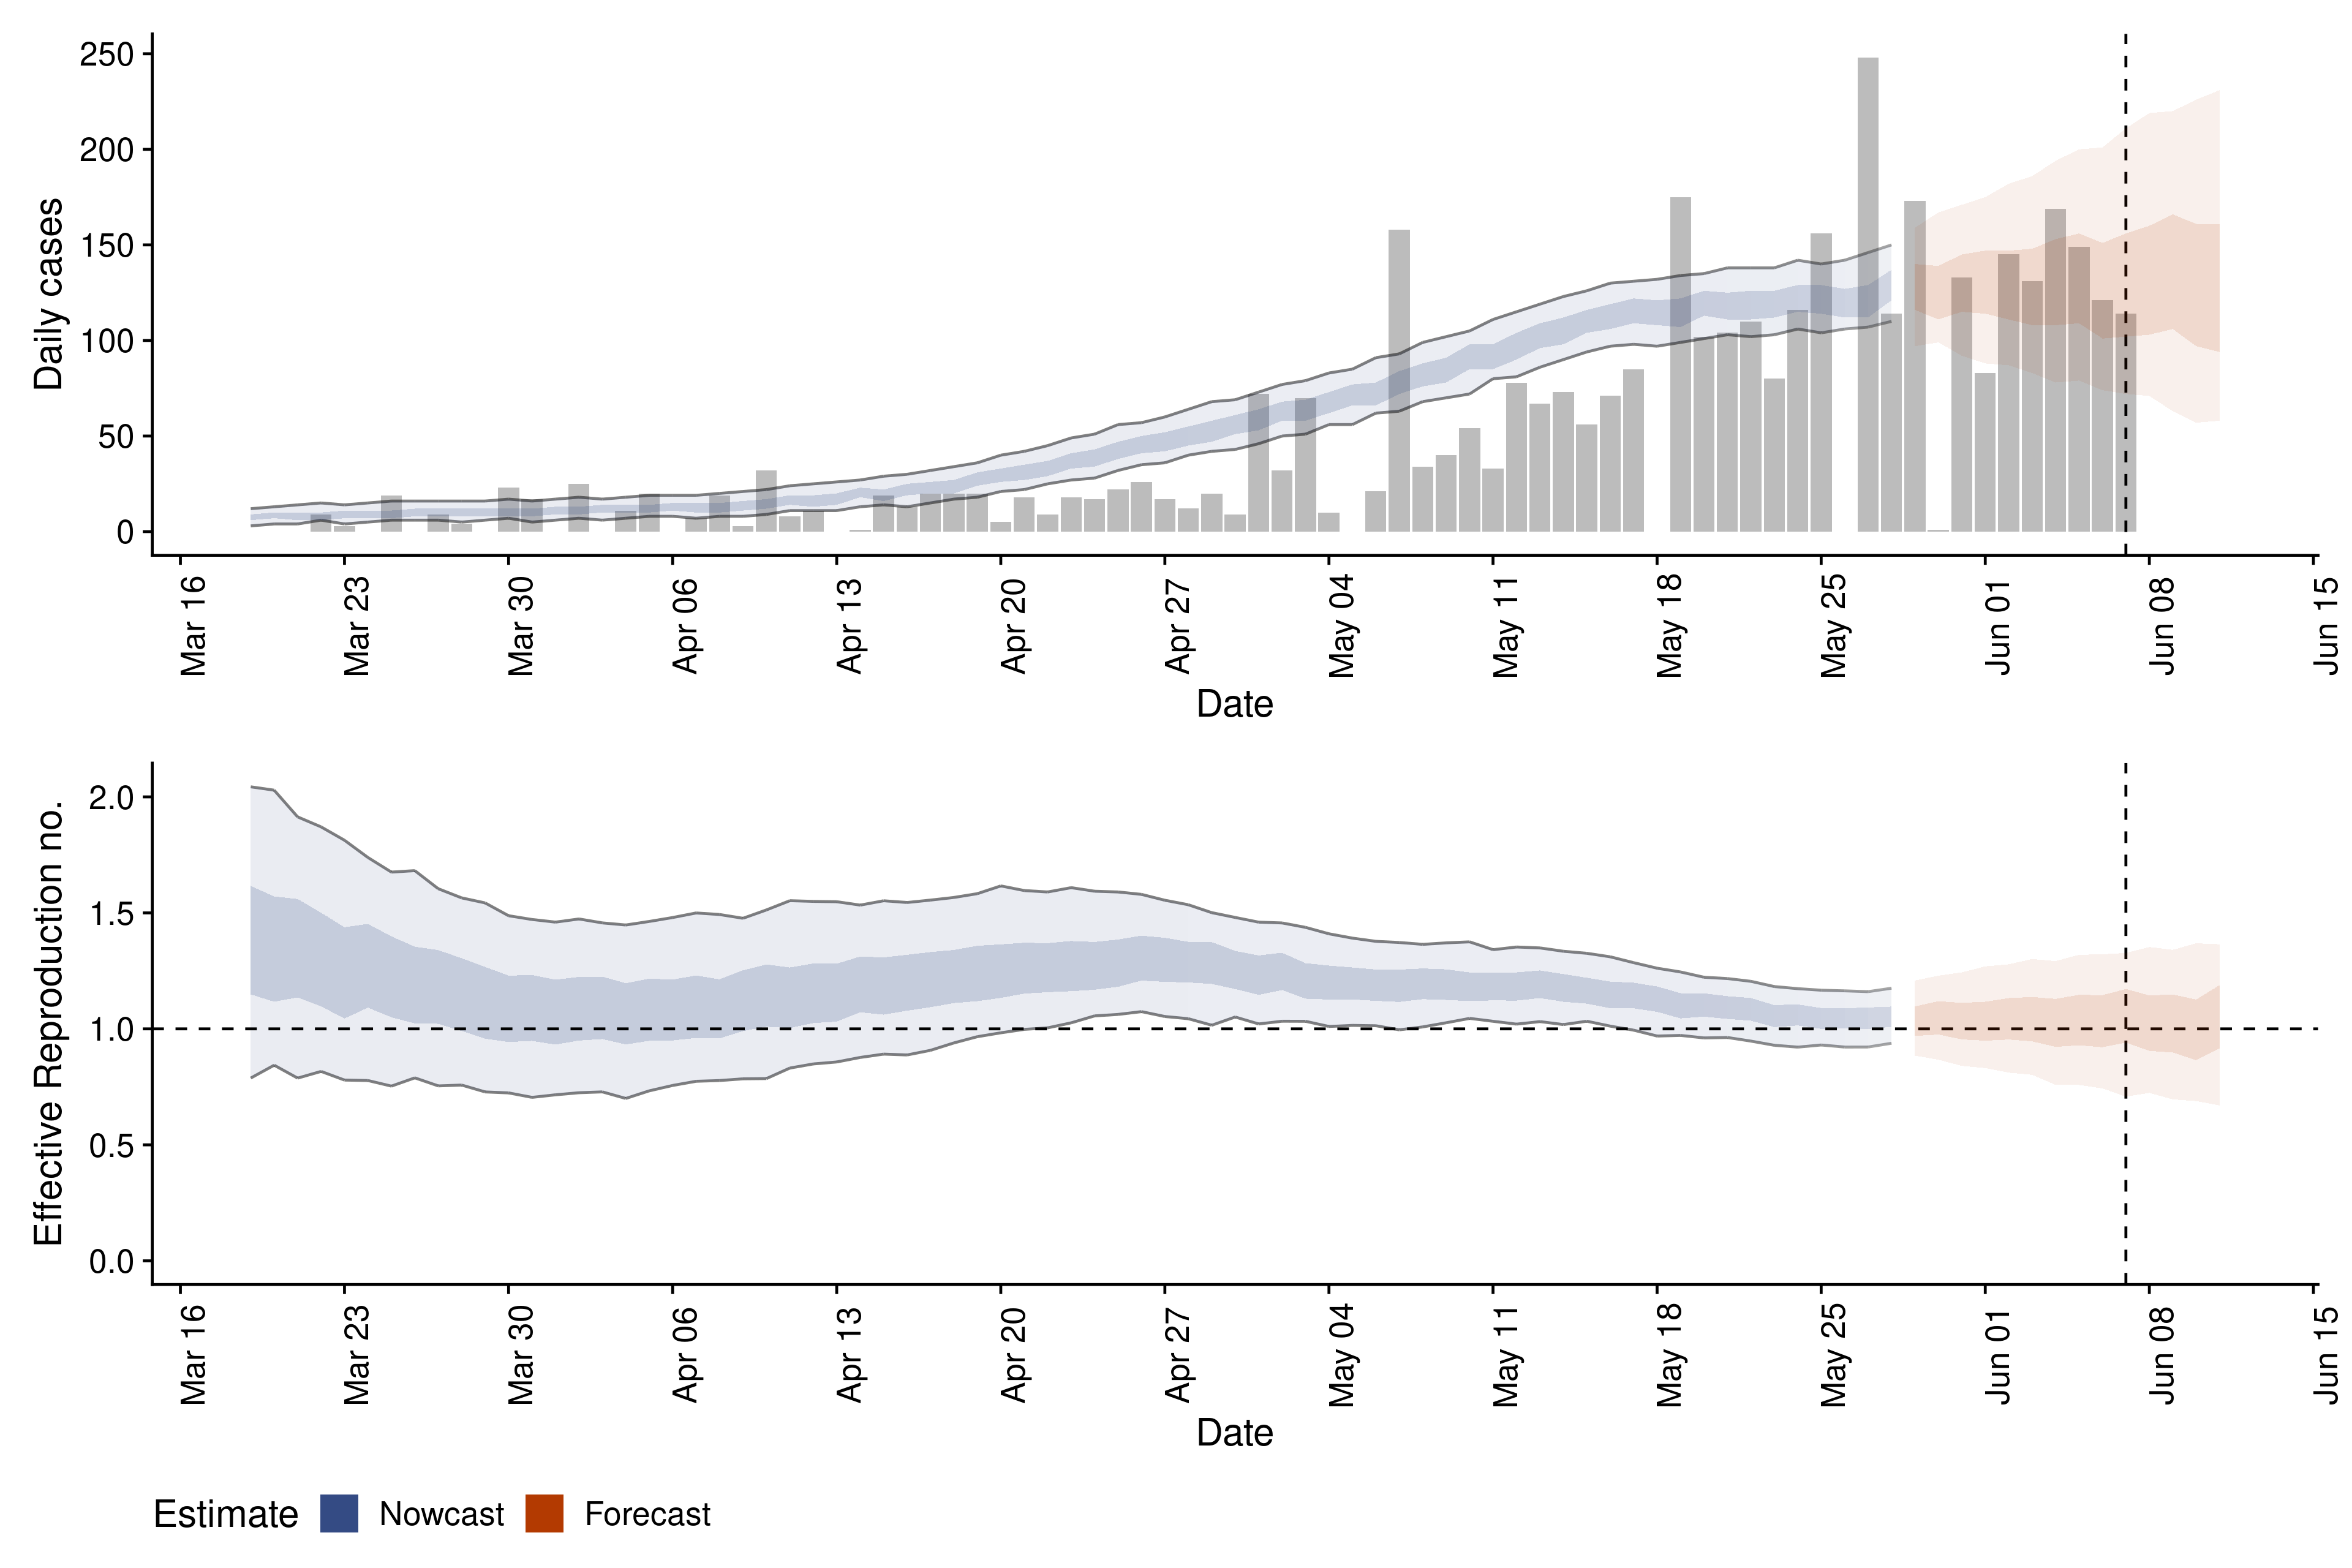 250
200
150
100
50
0
Daily cases
Mar 16 Mar 23 Mar 30 Apr 06 Apr 13 Apr 20 Apr 27 May 04 May 11 May 18 May 25 Jun 01 Jun 08 Jun 15
Date
2.0
1.5
1.0
0.5
0.0
Effective Reproduction no.
Mar 16 Mar 23 Mar 30 Apr 06 Apr 13 Apr 20 Apr 27 May 04 May 11 May 18 May 25 Jun 01 Jun 08 Jun 15
Date
Estimate Nowcast Forecast